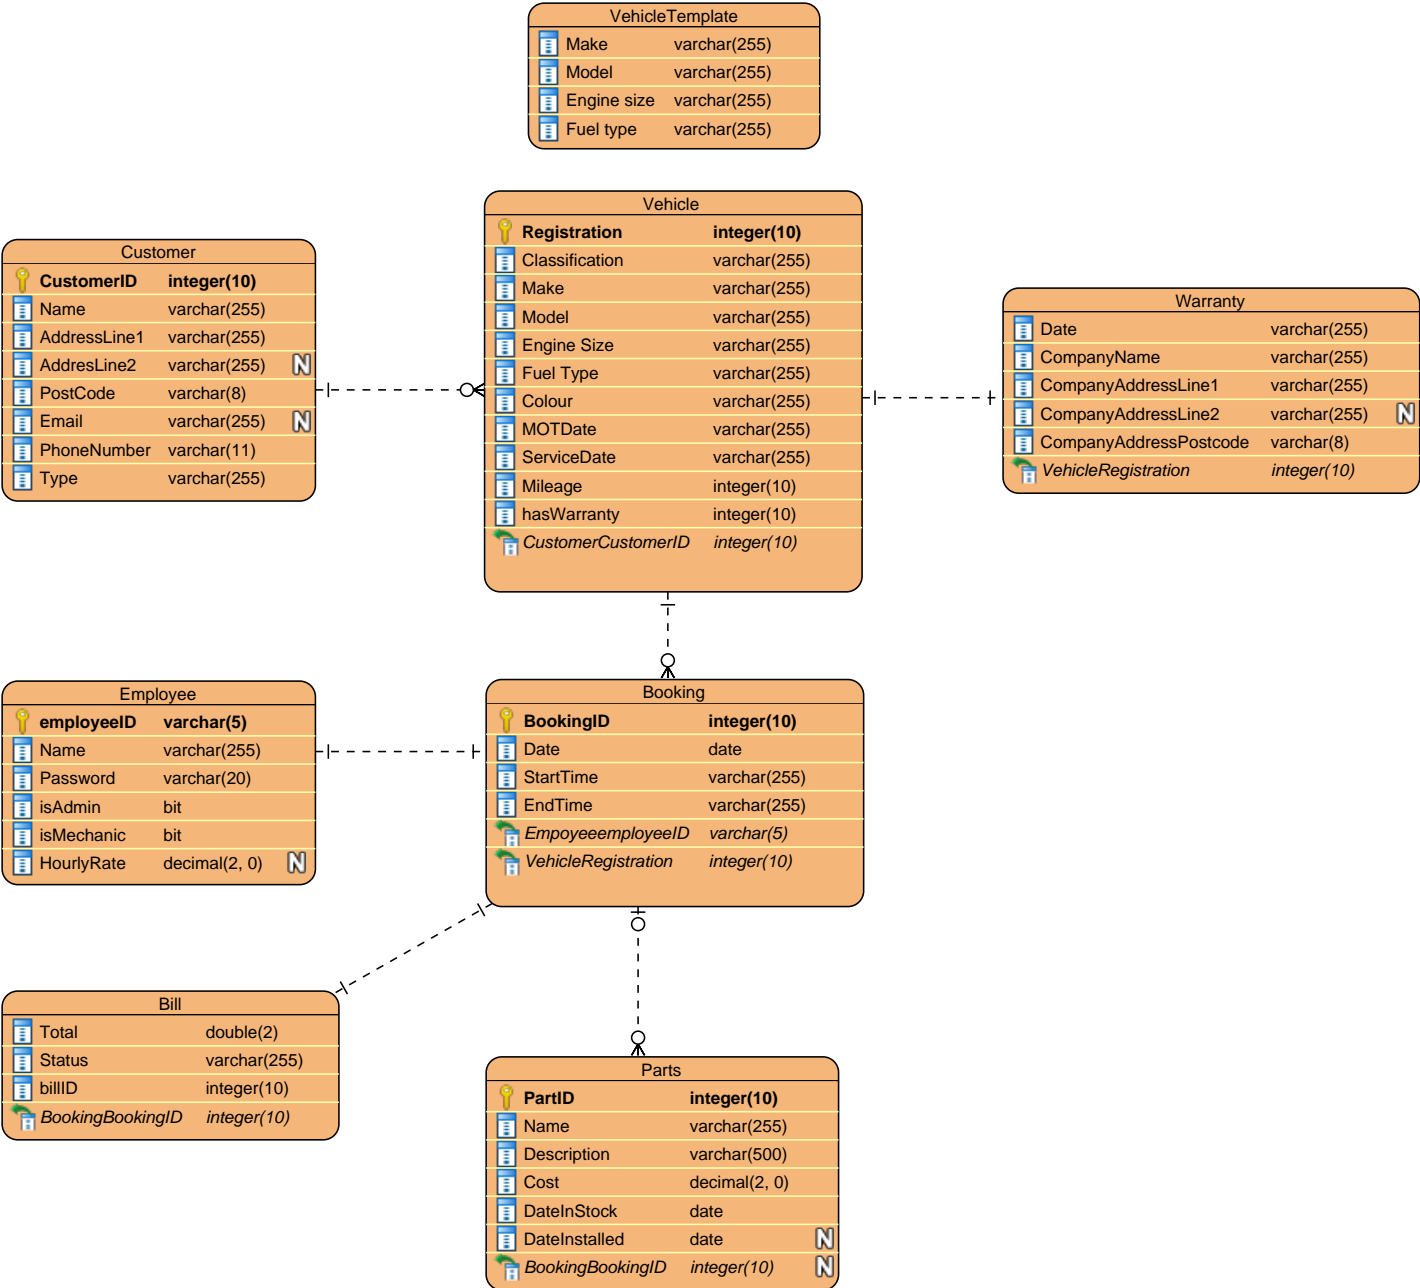 VehicleTemplate
Make varchar(255)
Model varchar(255)
Engine size varchar(255)
Fuel type varchar(255)
Vehicle
Registration integer(10)
Classification varchar(255)
Make varchar(255)
Model varchar(255)
Engine Size varchar(255)
Fuel Type varchar(255)
Colour varchar(255)
MOTDate varchar(255)
ServiceDate varchar(255)
Mileage integer(10)
hasWarranty integer(10)
CustomerCustomerID integer(10)
Customer
CustomerID integer(10)
Name varchar(255)
AddressLine1 varchar(255)
AddresLine2 varchar(255) N
PostCode varchar(8)
Email varchar(255) N
PhoneNumber varchar(11)
Type varchar(255)
Warranty
Date varchar(255)
CompanyName varchar(255)
CompanyAddressLine1 varchar(255)
CompanyAddressLine2 varchar(255) N
CompanyAddressPostcode varchar(8)
VehicleRegistration integer(10)
Employee
employeeID varchar(5)
Name varchar(255)
Password varchar(20)
isAdmin bit
isMechanic bit
HourlyRate decimal(2, 0) N
Booking
BookingID integer(10)
Date date
StartTime varchar(255)
EndTime varchar(255)
EmpoyeeemployeeID varchar(5)
VehicleRegistration integer(10)
Bill
Total double(2)
Status varchar(255)
billID integer(10)
BookingBookingID integer(10)
Parts
PartID integer(10)
Name varchar(255)
Description varchar(500)
Cost decimal(2, 0)
DateInStock date
DateInstalled date N
BookingBookingID integer(10) N